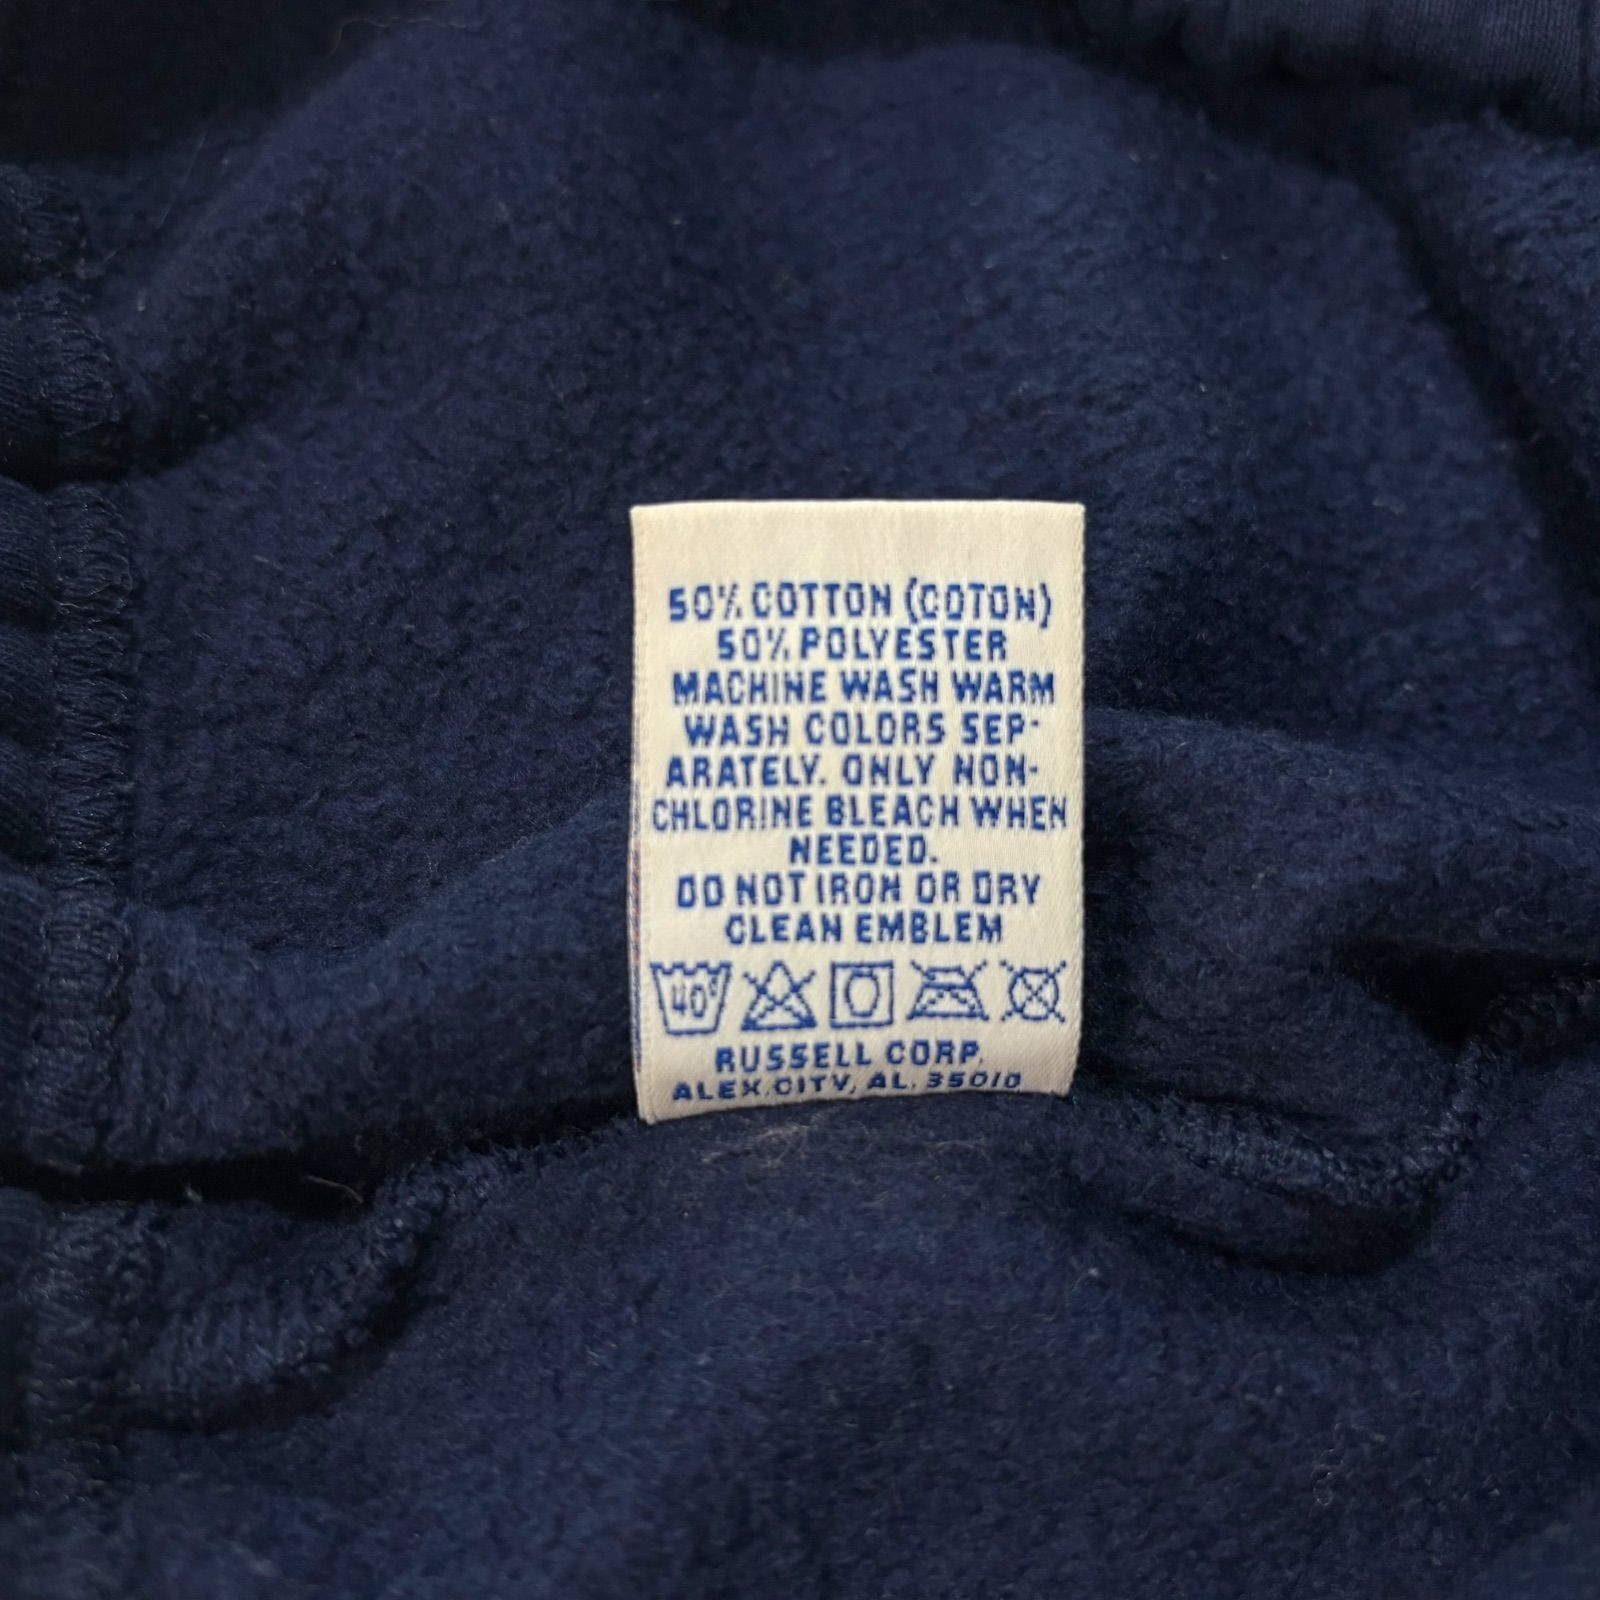 50% COTTON (COTON)
50% POLYESTER
MACHINE WASH WARM
WASH COLORS SEP-
ARATELY. ONLY NON-
CHLORINE BLEACH WHEN
NEEDED.
DO NOT IRON OR DRY
CLEAN EMBLEM
40°
RUSSELL CORP.
ALEX. CITY, AL. 35010